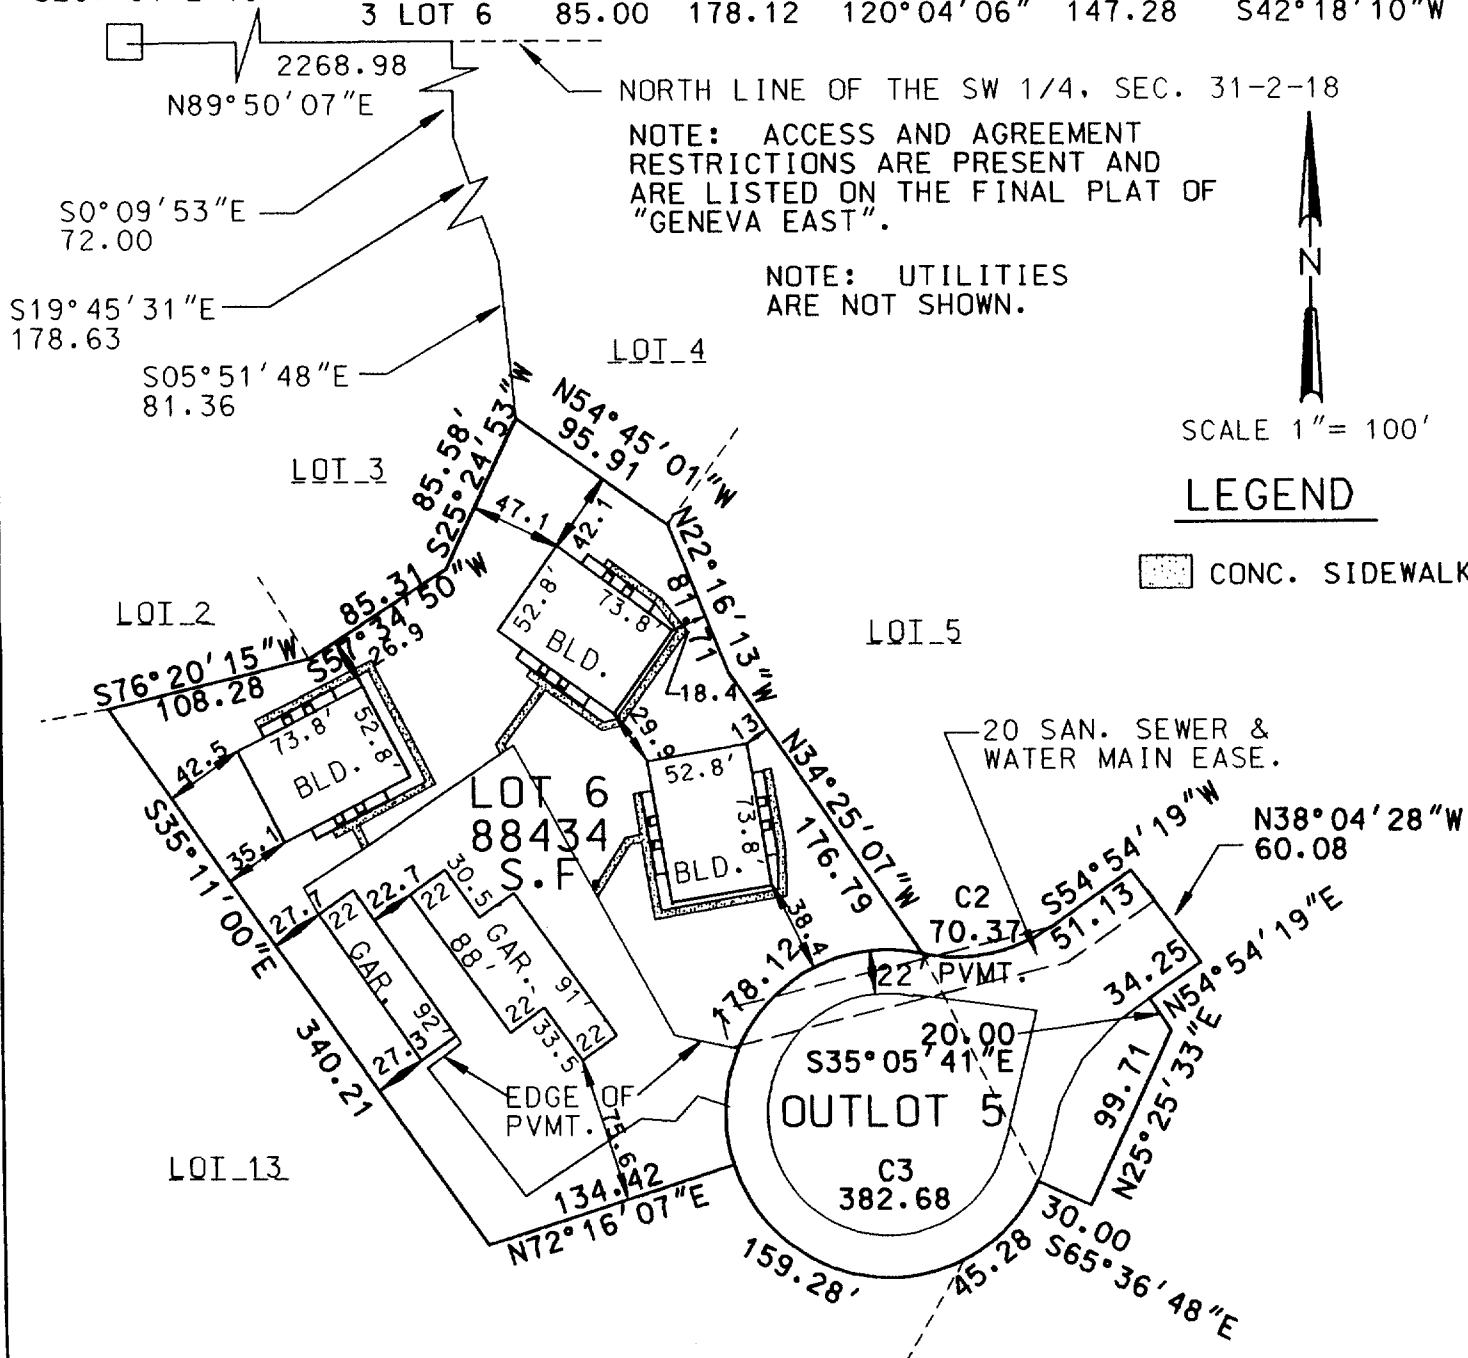 3 LOT 6 85.00 178.12 120°04'06" 147.28 S42°18'10"W
2268.98
N89°50'07"E
NORTH LINE OF THE SW 1/4, SEC. 31-2-18
NOTE: ACCESS AND AGREEMENT
RESTRICTIONS ARE PRESENT AND
ARE LISTED ON THE FINAL PLAT OF
"GENEVA EAST".
S0°09'53"E
72.00
NOTE: UTILITIES
ARE NOT SHOWN.
N
S19°45'31"E
178.63
S05°51'48"E
81.36
SCALE 1"= 100'
LEGEND
CONC. SIDEWALK
LOT 4
N54°45'01"W
95.91
LOT 3
85.58'
S25°24'53"W
47.1
42.1
N22°16'13"W
81.71
LOT 2
85.31
S57°34'50"W
26.9
52.8'
73.8'
BLD.
18.4
LOT 5
S76°20'15"W
108.28
42.5
73.8'
52.8'
BLD.
29.9
13
52.8'
73.8'
BLD.
N34°25'07"W
176.79
20 SAN. SEWER &
WATER MAIN EASE.
LOT 6
88434
S.F
S35°11'00"E
340.21
35.1
27.7
22.7
22
22
30.5
GAR.
92'
88'
GAR.
91'
22
22
33.5
27.3
38.4
S54°54'19"W
51.13
N38°04'28"W
60.08
C2
70.37
178.12
22' PVMT.
34.25
N54°54'19"E
20.00
S35°05'41"E
EDGE OF
PVMT.
OUTLOT 5
99.71
N25°25'33"E
C3
382.68
75.6
LOT 13
134.42
N72°16'07"E
30.00
S65°36'48"E
159.28'
45.28